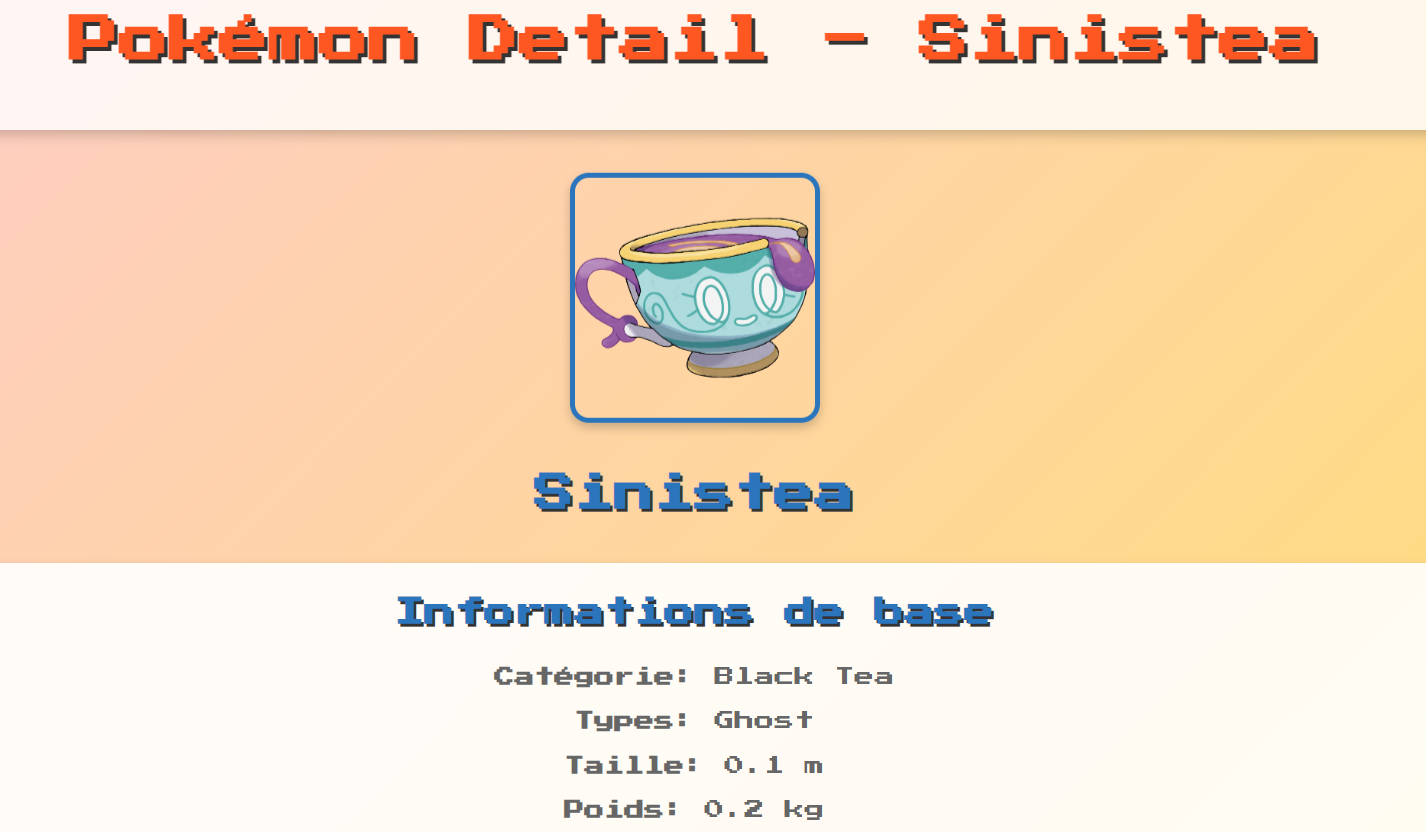 Pokémon Detail - Sinistea
Sinistea
Informations de base
Catégorie: Black Tea
Types: Ghost
Taille: 0.1 m
Poids: 0.2 kg